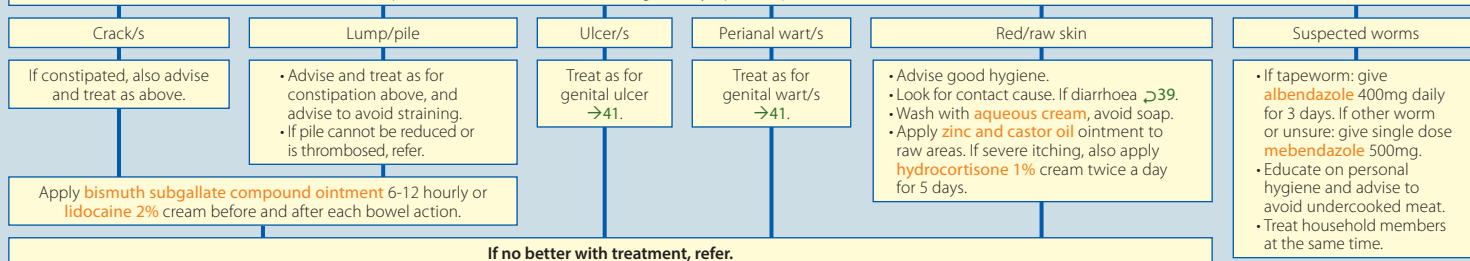 Crack/s
If constipated, also advise
and treat as above.
Lump/pile
• Advise and treat as for
constipation above, and
advise to avoid straining.
• If pile cannot be reduced or
is thrombosed, refer.
Apply bismuth subgallate compound ointment 6-12 hourly or
lidocaine 2% cream before and after each bowel action.
Ulcer/s
Treat as for
genital ulcer
→41.
Perianal wart/s
Treat as for
genital wart/s
→41.
Red/raw skin
• Advise good hygiene.
• Look for contact cause. If diarrhoea ⮌39.
• Wash with aqueous cream, avoid soap.
• Apply zinc and castor oil ointment to
raw areas. If severe itching, also apply
hydrocortisone 1% cream twice a day
for 5 days.
Suspected worms
• If tapeworm: give
albendazole 400mg daily
for 3 days. If other worm
or unsure: give single dose
mebendazole 500mg.
• Educate on personal
hygiene and advise to
avoid undercooked meat.
• Treat household members
at the same time.
If no better with treatment, refer.